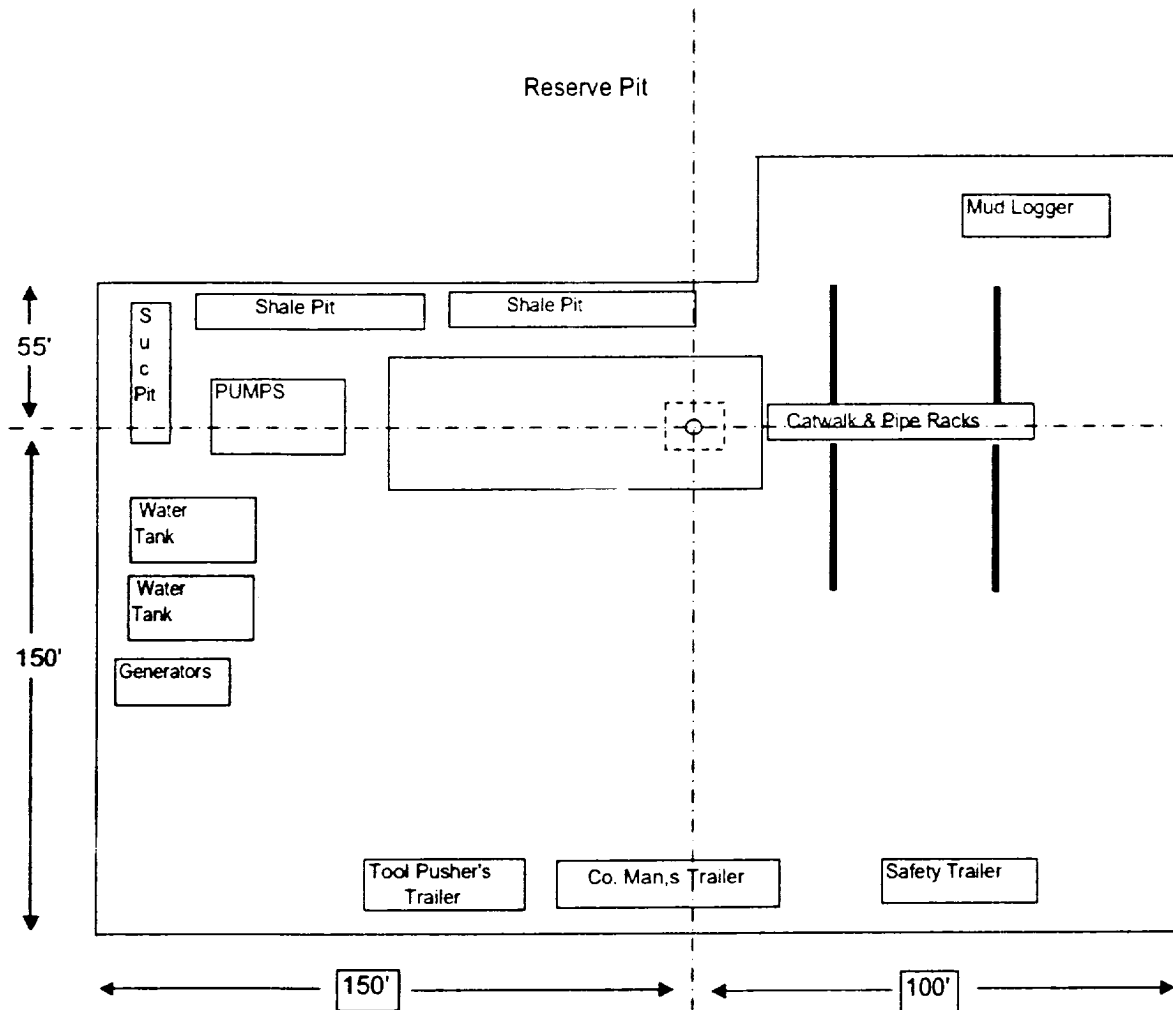 Reserve Pit
Mud Logger
Shale Pit
Shale Pit
S
u
c
Pit
55'
PUMPS
Catwalk & Pipe Racks
Water
Tank
Water
Tank
150'
Generators
Tool Pusher's
Trailer
Co. Man,s Trailer
Safety Trailer
150'
100'